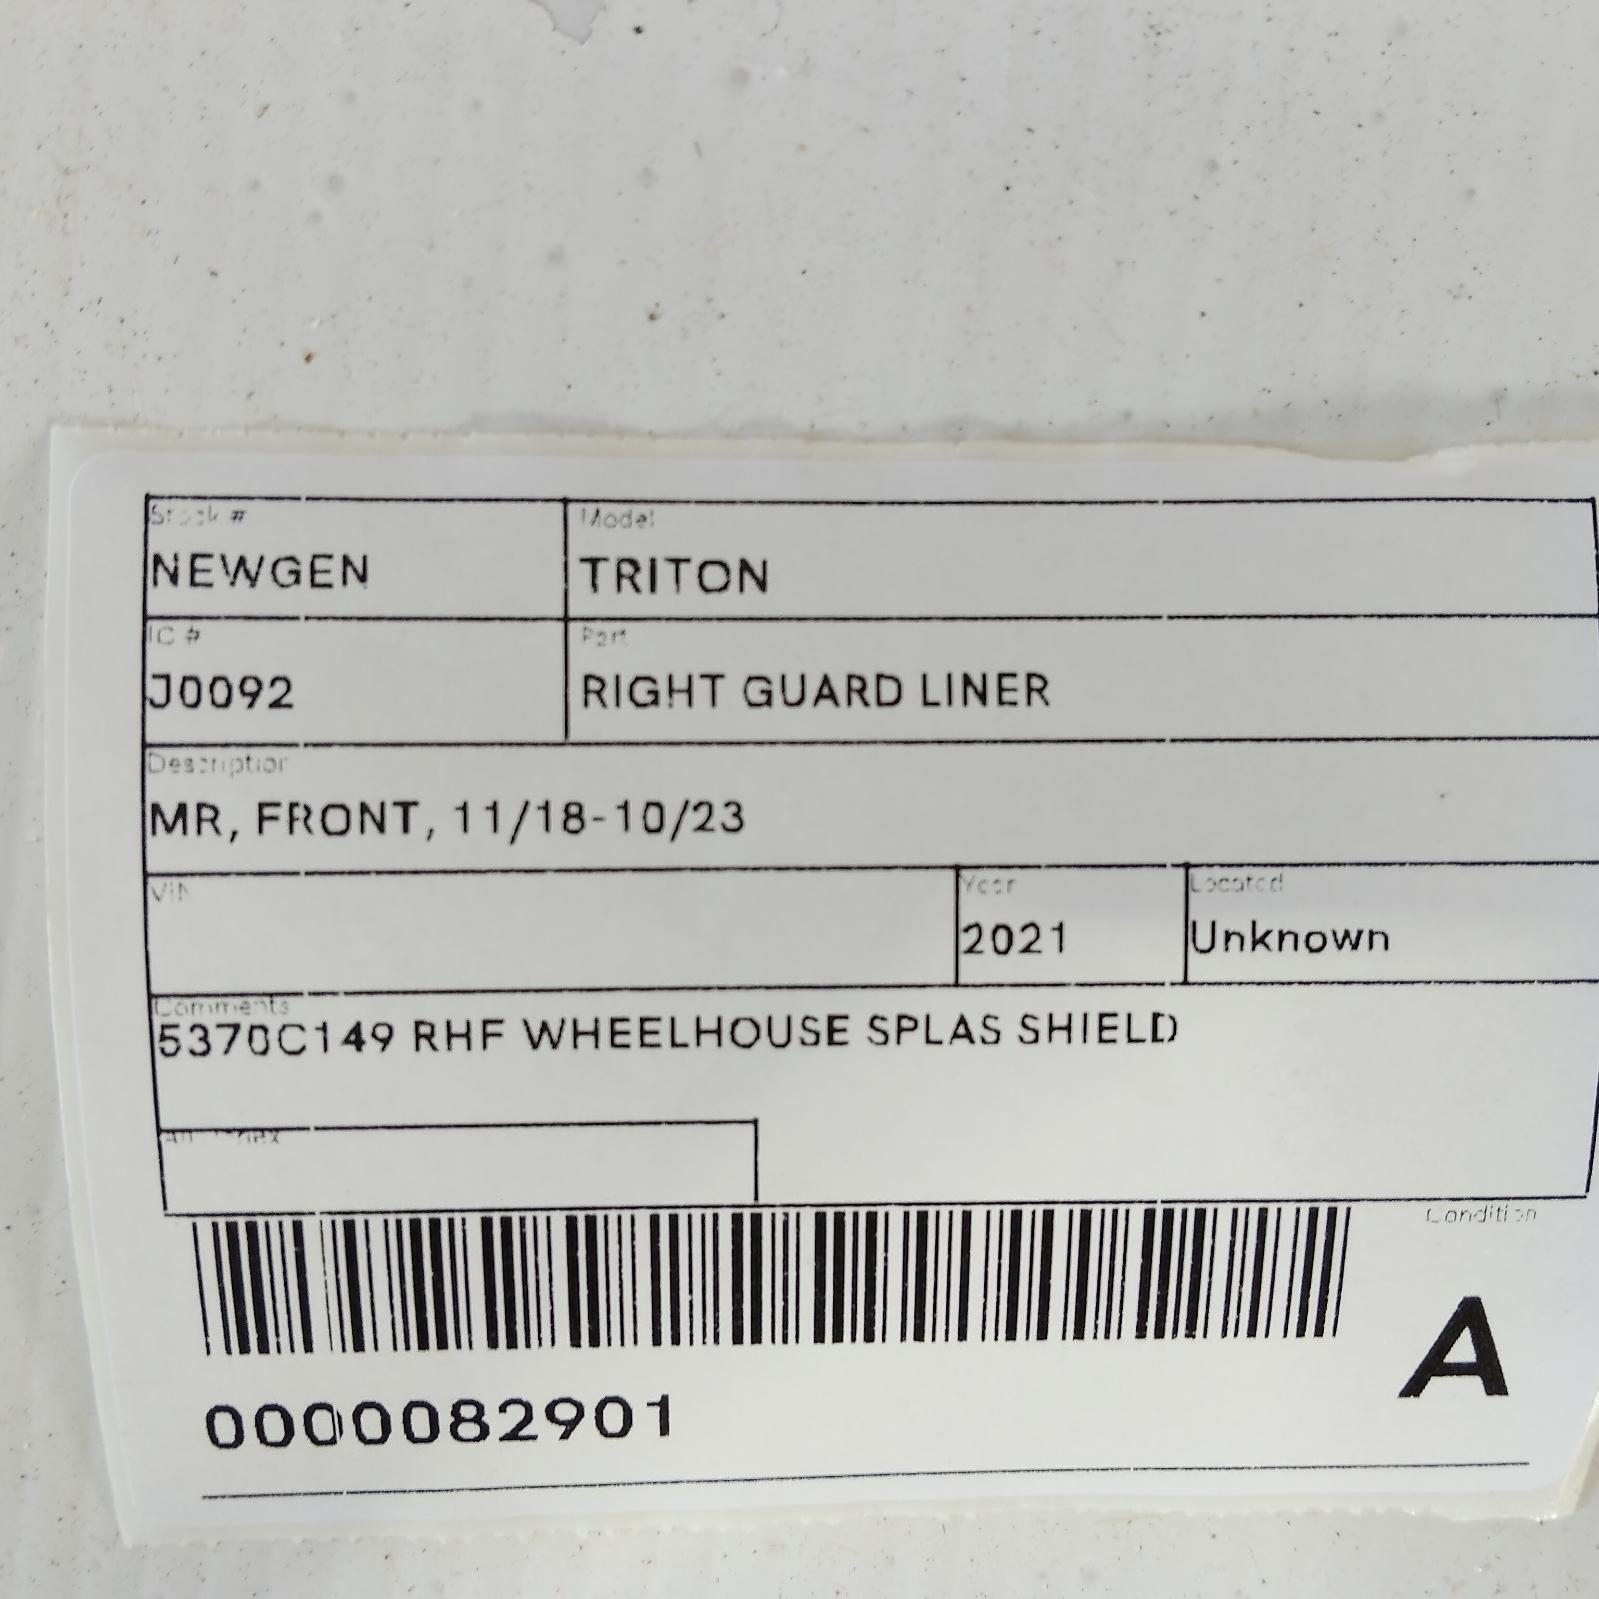 Stock # Model
NEWGEN TRITON
IC # Part
J0092 RIGHT GUARD LINER
Description
MR, FRONT, 11/18-10/23
VIN Year Located
2021 Unknown
Comments
5370C149 RHF WHEELHOUSE SPLAS SHIELD
Condition
A
0000082901